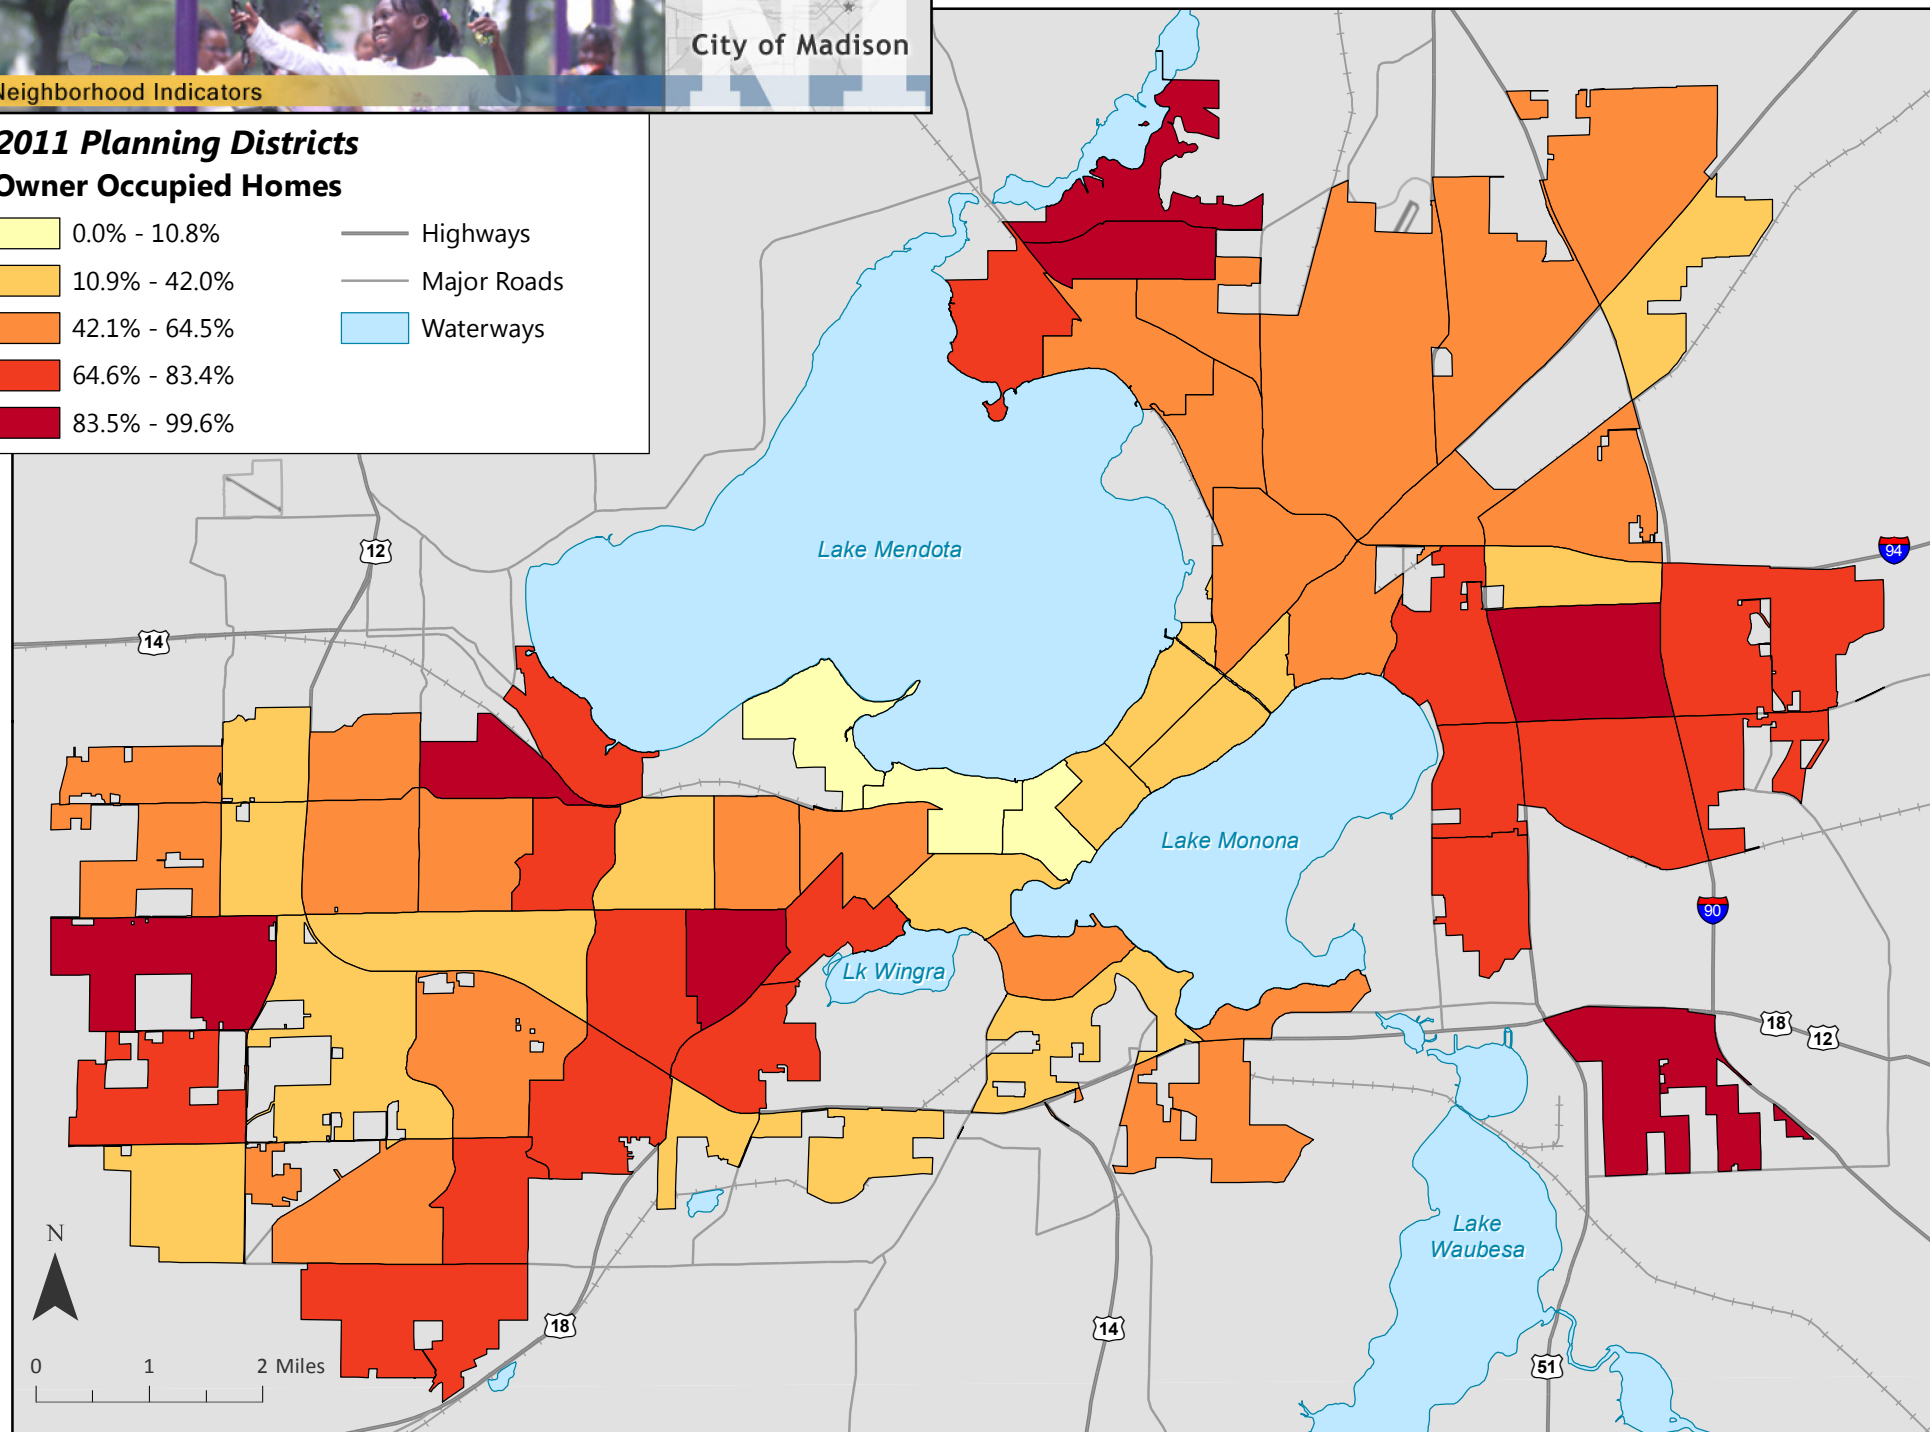 City of Madison
Neighborhood Indicators
2011 Planning Districts
Owner Occupied Homes
0.0% - 10.8%
10.9% - 42.0%
42.1% - 64.5%
64.6% - 83.4%
83.5% - 99.6%
Highways
Major Roads
Waterways
12
Lake Mendota
94
14
Lake Monona
90
Lk Wingra
18
12
Lake
Waubesa
N
18
14
51
0 1 2 Miles